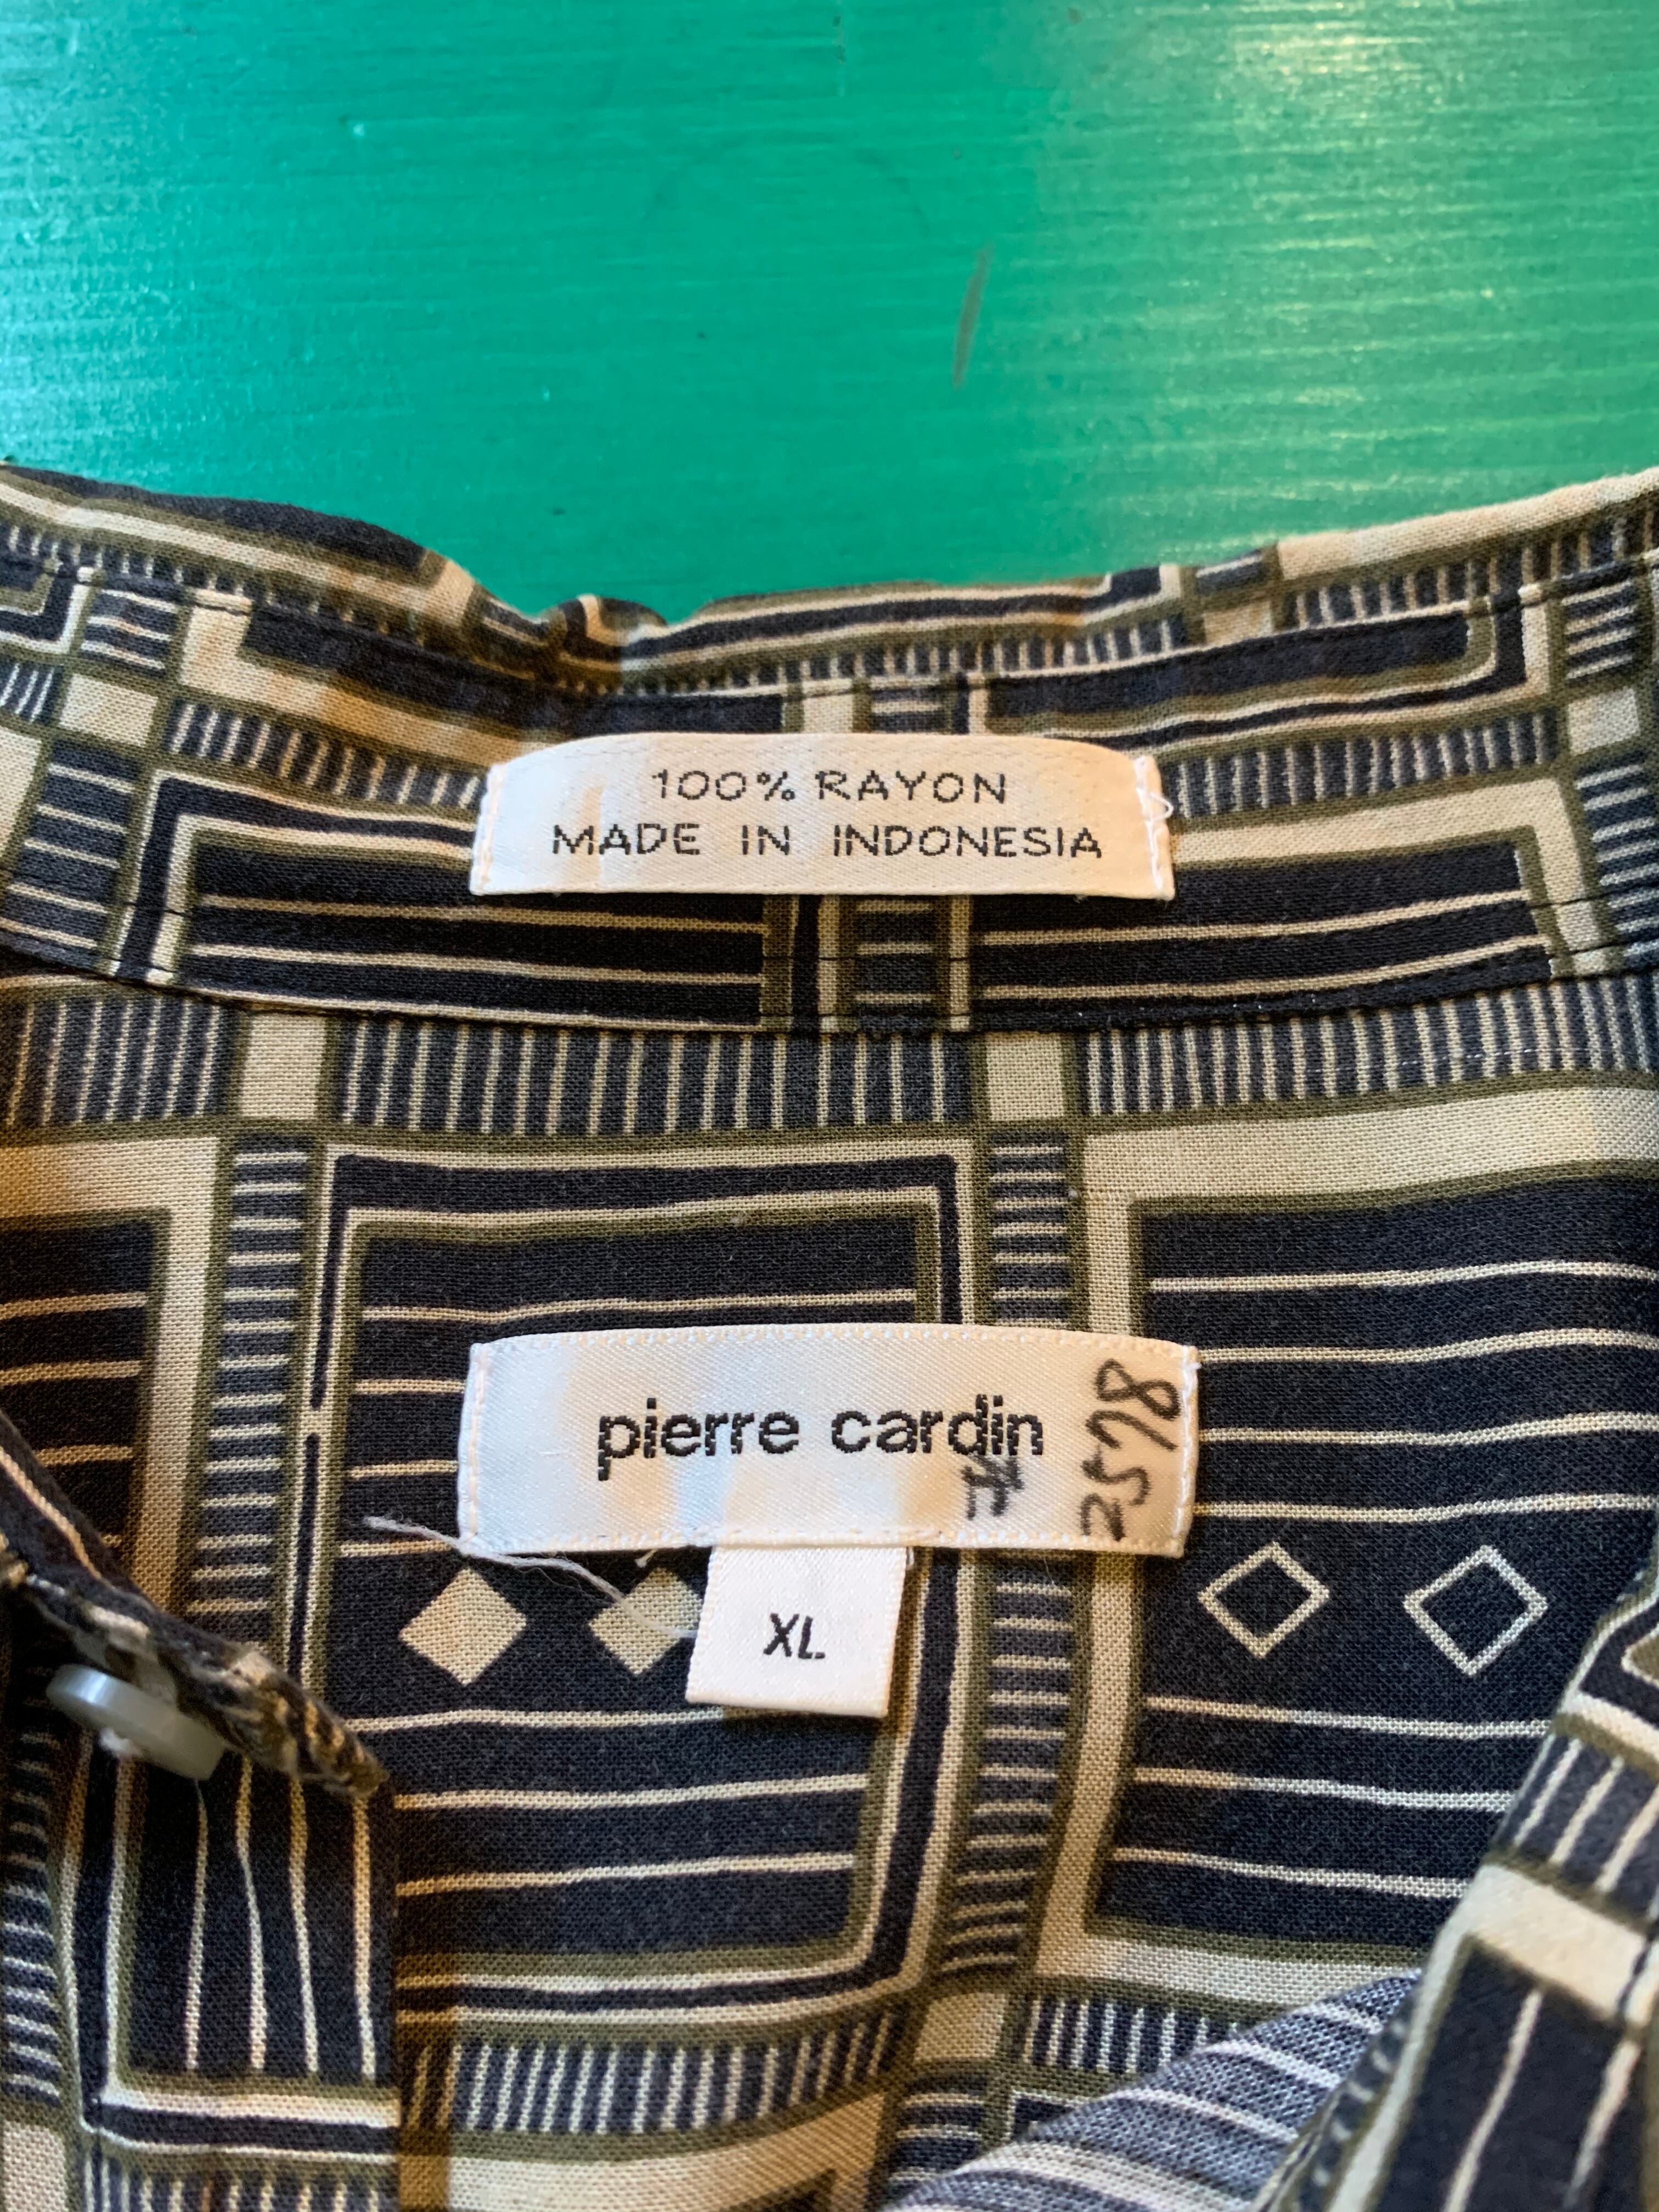 100% RAYON
MADE IN INDONESIA
pierre cardin
2578
XL